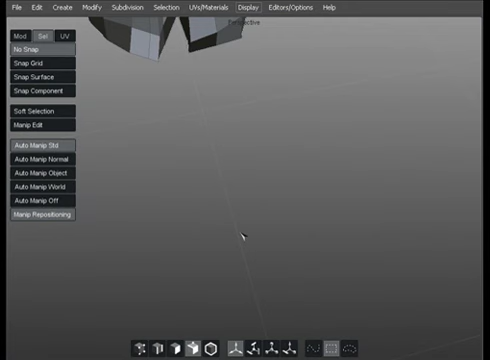 File Edit Create Modify Subdivision Selection UVs/Materials Display Editors/Options Help
Perspective
Mod Sel UV
No Snap
Snap Grid
Snap Surface
Snap Component
Soft Selection
Manip Edit
Auto Manip Std
Auto Manip Normal
Auto Manip Object
Auto Manip World
Auto Manip Off
Manip Repositioning